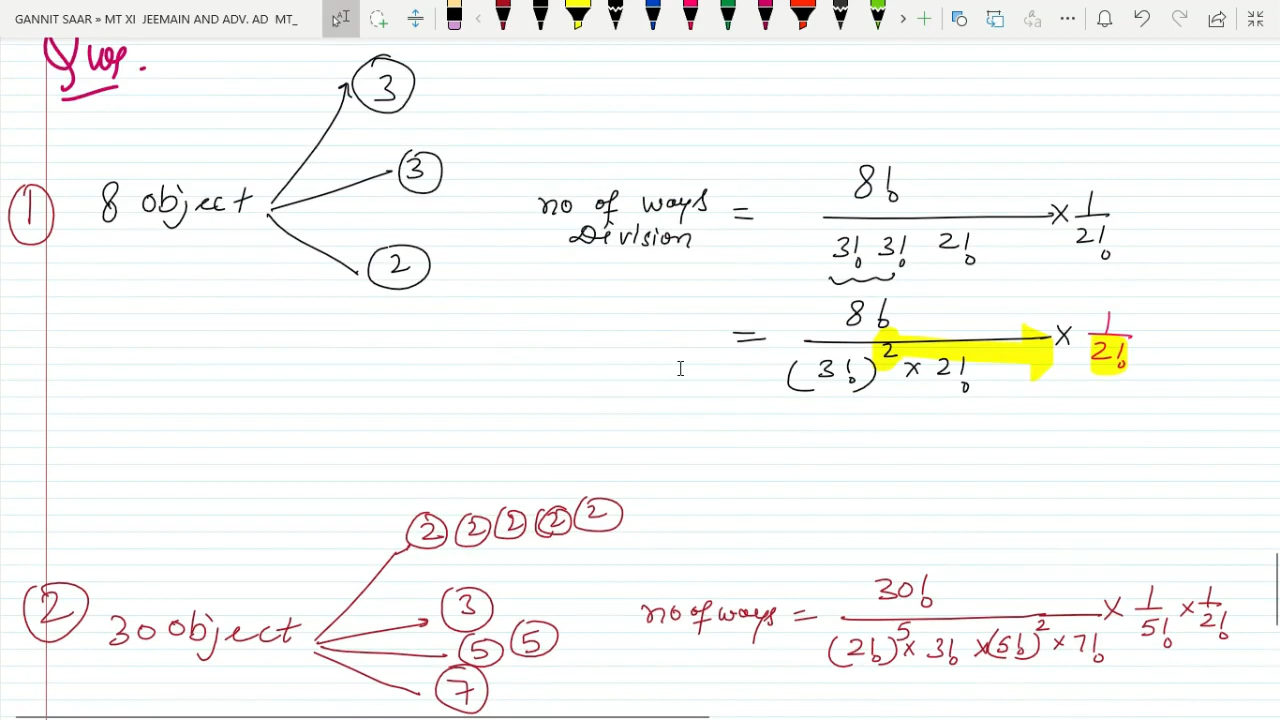 GANNIT SAAR » MT XI JEEMAIN AND ADV. AD MT_
Ques.
3
3
1 8 object
2
no of ways Division = 8! / 3! 3! 2! × 1/2!
= 8! / (3!)² × 2! × 1/2!
2 2 2 2 2
3
2 30 object
5 5
7
no of ways = 30! / (2!)⁵ × 3! × (5!)² × 7! × 1/5! × 1/2!